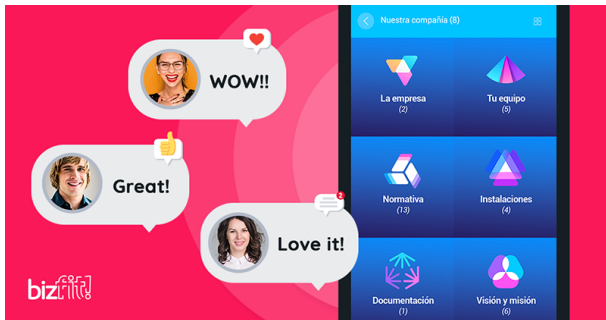 WOW!!
Great!
2
Love it!
bizfit!
Nuestra compañía (8)
La empresa
(2)
Tu equipo
(5)
Normativa
(13)
Instalaciones
(4)
Documentación
(1)
Visión y misión
(6)